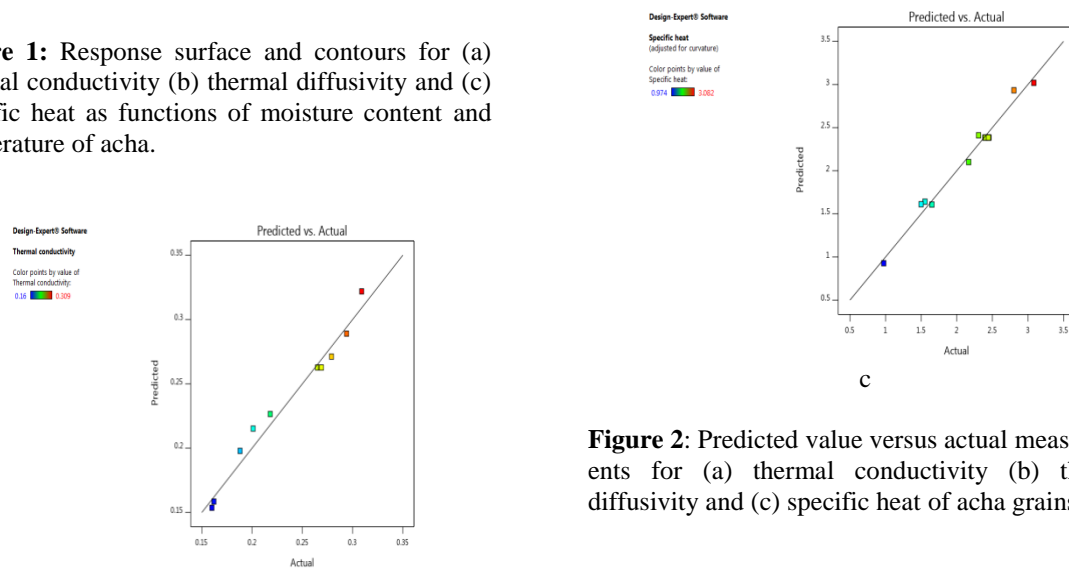 re 1: Response surface and contours for (a)
al conductivity (b) thermal diffusivity and (c)
fic heat as functions of moisture content and
erature of acha.
Design-Expert® Software
Thermal conductivity
Color points by value of
Thermal conductivity:
0.16 0.309
Predicted vs. Actual
Predicted
0.35
0.3
0.25
0.2
0.15
0.15 0.2 0.25 0.3 0.35
Actual
Design-Expert® Software
Specific heat
(adjusted for curvature)
Color points by value of
Specific heat:
0.974 3.082
Predicted vs. Actual
Predicted
3.5
3
2.5
2
1.5
1
0.5
0.5 1 1.5 2 2.5 3 3.5
Actual
c
Figure 2: Predicted value versus actual meas
ents for (a) thermal conductivity (b) t
diffusivity and (c) specific heat of acha grains